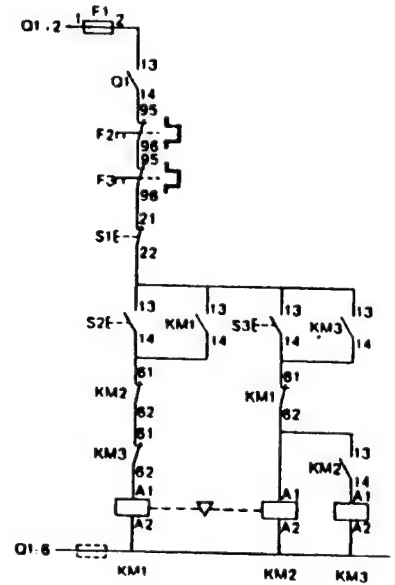 F1
Q1.2 1 2
13
Q1
14
95
F2
96
95
F3
96
21
S1E
22
13 13 13 13
S2E KM1 S3E KM3
14 14 14 14
61 61
KM2 KM1
62 62
61
KM3
62
13
KM2
14
A1 A1 A1
A2 A2 A2
Q1:6
KM1 KM2 KM3